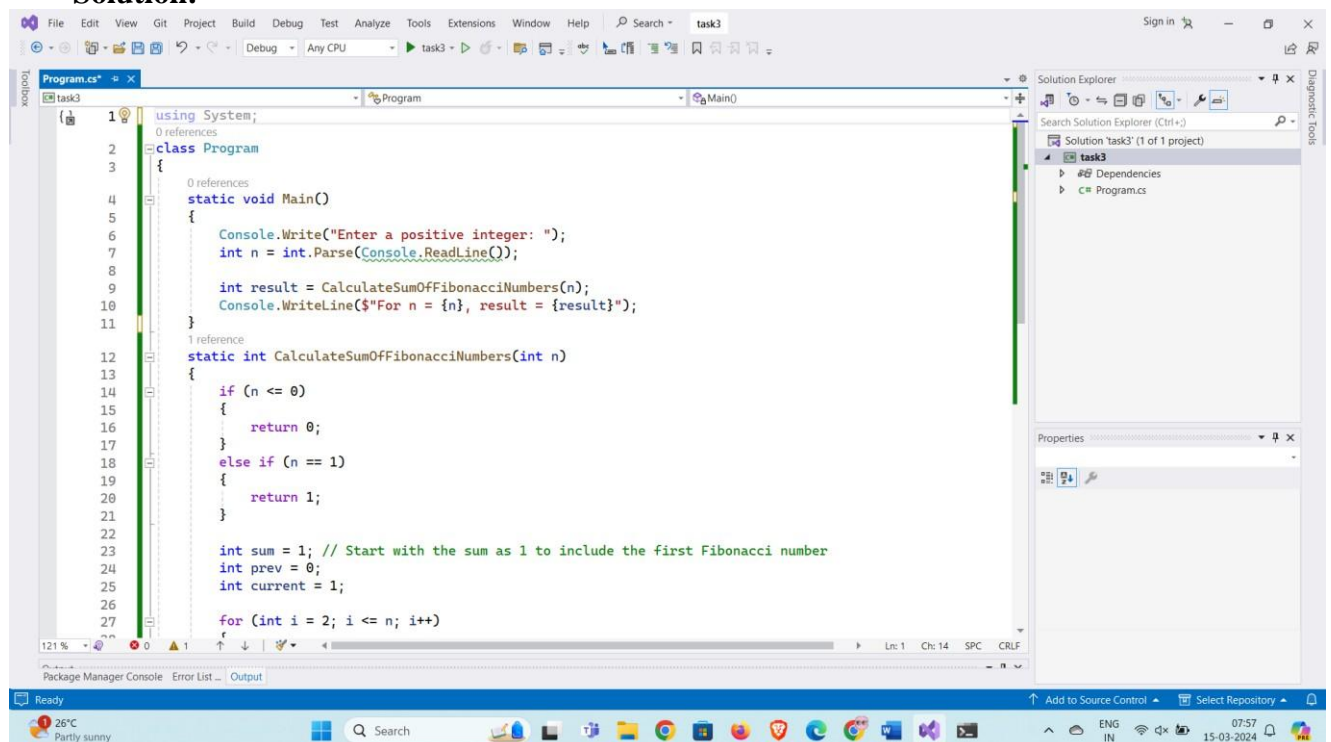 Solution:
File Edit View Git Project Build Debug Test Analyze Tools Extensions Window Help Search task3 Sign in
Debug Any CPU task3
Toolbox
Program.cs*
task3 Program Main()
1 using System;
0 references
2 class Program
3 {
0 references
4 static void Main()
5 {
6 Console.Write("Enter a positive integer: ");
7 int n = int.Parse(Console.ReadLine());
8
9 int result = CalculateSumOfFibonacciNumbers(n);
10 Console.WriteLine($"For n = {n}, result = {result}");
11 }
1 reference
12 static int CalculateSumOfFibonacciNumbers(int n)
13 {
14 if (n <= 0)
15 {
16 return 0;
17 }
18 else if (n == 1)
19 {
20 return 1;
21 }
22
23 int sum = 1; // Start with the sum as 1 to include the first Fibonacci number
24 int prev = 0;
25 int current = 1;
26
27 for (int i = 2; i <= n; i++)
121 % 0 1 Ln: 1 Ch: 14 SPC CRLF
Package Manager Console Error List ... Output
Solution Explorer
Search Solution Explorer (Ctrl+;)
Solution 'task3' (1 of 1 project)
task3
Dependencies
C# Program.cs
Properties
Diagnostic Tools
Ready Add to Source Control Select Repository
1 26°C
Partly sunny
Search
ENG
IN
07:57
15-03-2024
PRE